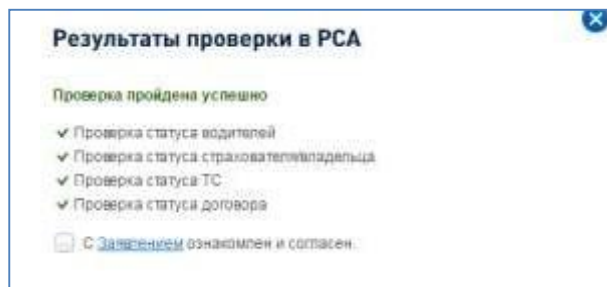 Результаты проверки в РСА
Проверка пройдена успешно
Проверка статуса водителей
Проверка статуса страхователя/владельца
Проверка статуса ТС
Проверка статуса договора
С Заявлением ознакомлен и согласен.